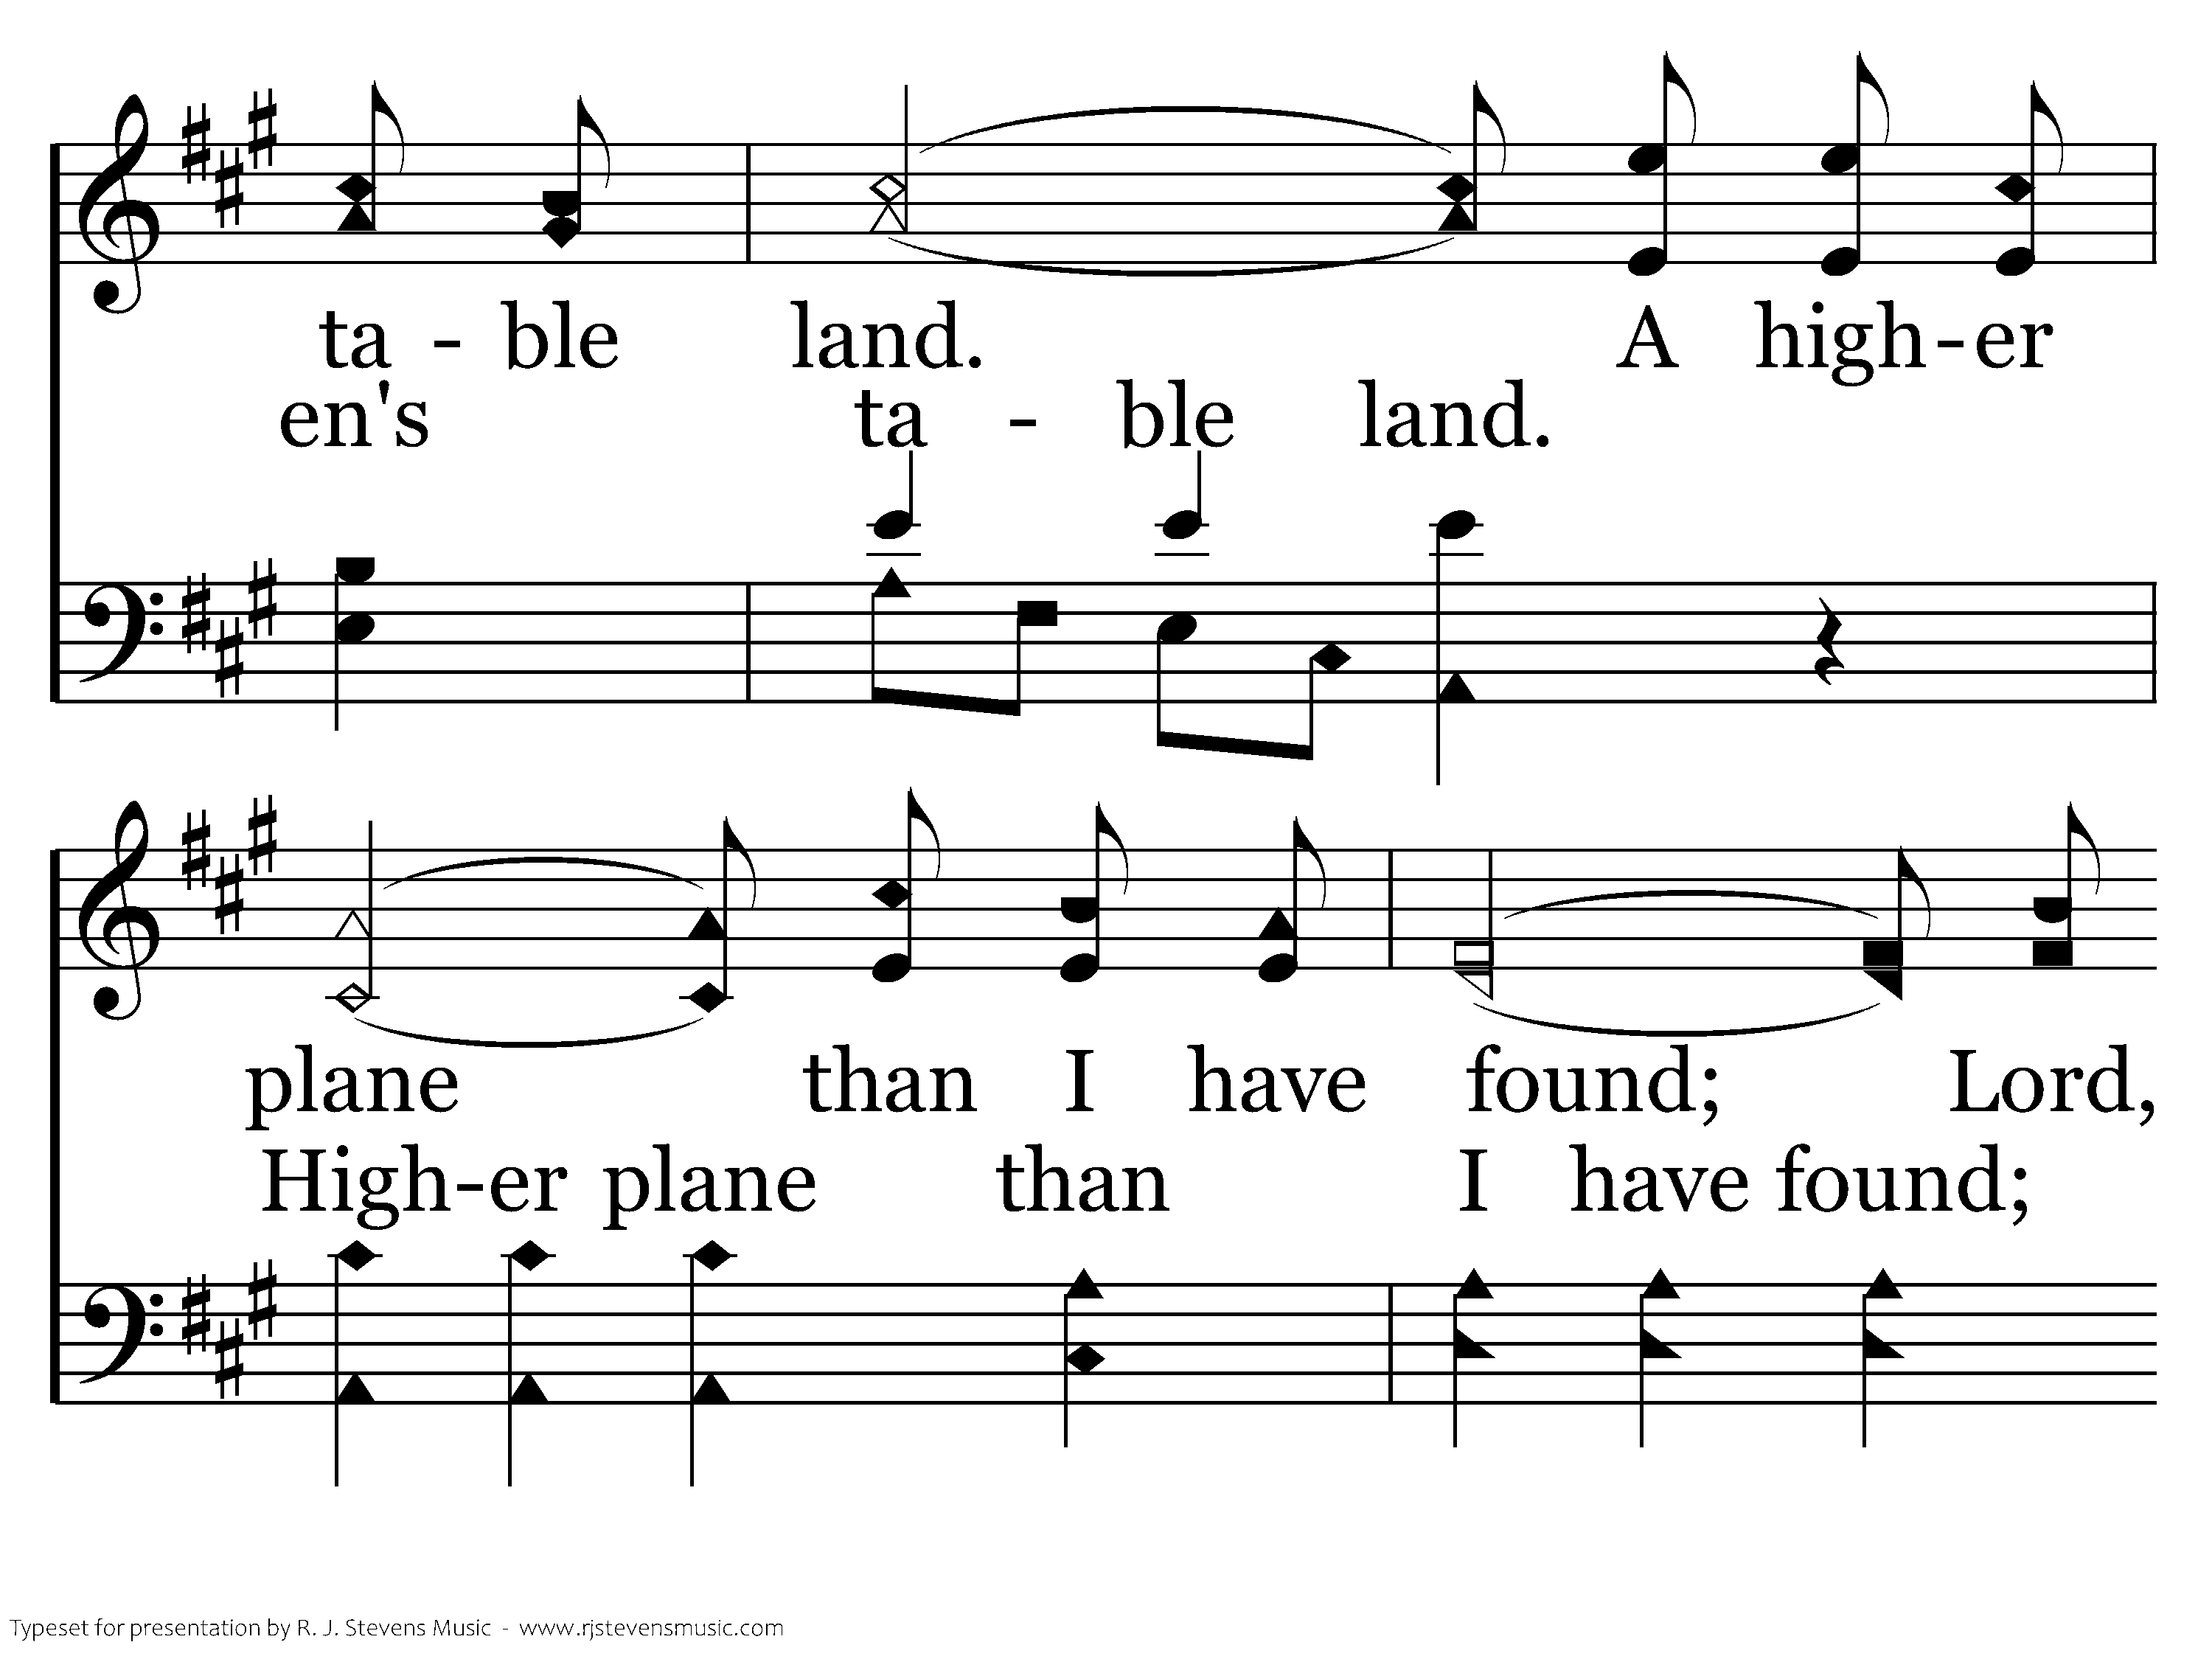 ta - ble land. A high-er
en's ta - ble land.
plane than I have found; Lord,
High-er plane than I have found;
Typeset for presentation by R. J. Stevens Music - www.rjstevensmusic.com